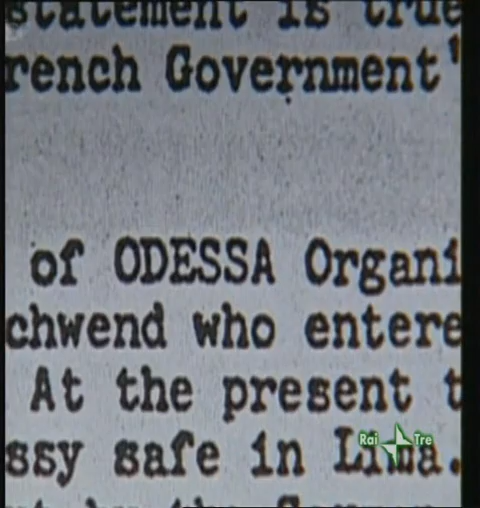 statement is true
rench Government'
of ODESSA Organi
chwend who entere
At the present t
ssy safe in Lima.
Rai Tre